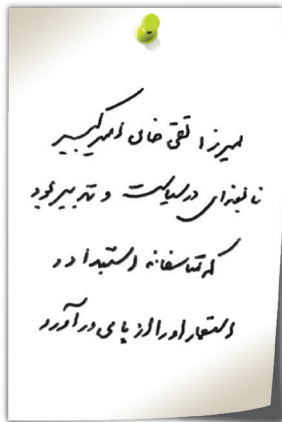 میرزا تقی خان امیرکبیر
نابغه‌ای در سیاست و تدبیر بود
که متاسفانه استبداد و
استعمار او را از پای درآورد